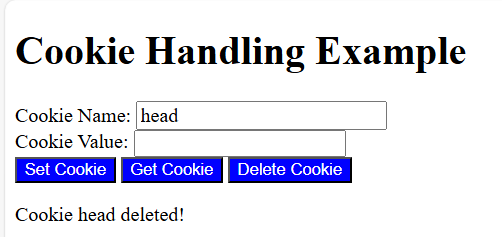 Cookie Handling Example
Cookie Name: head
Cookie Value:
Set Cookie Get Cookie Delete Cookie
Cookie head deleted!